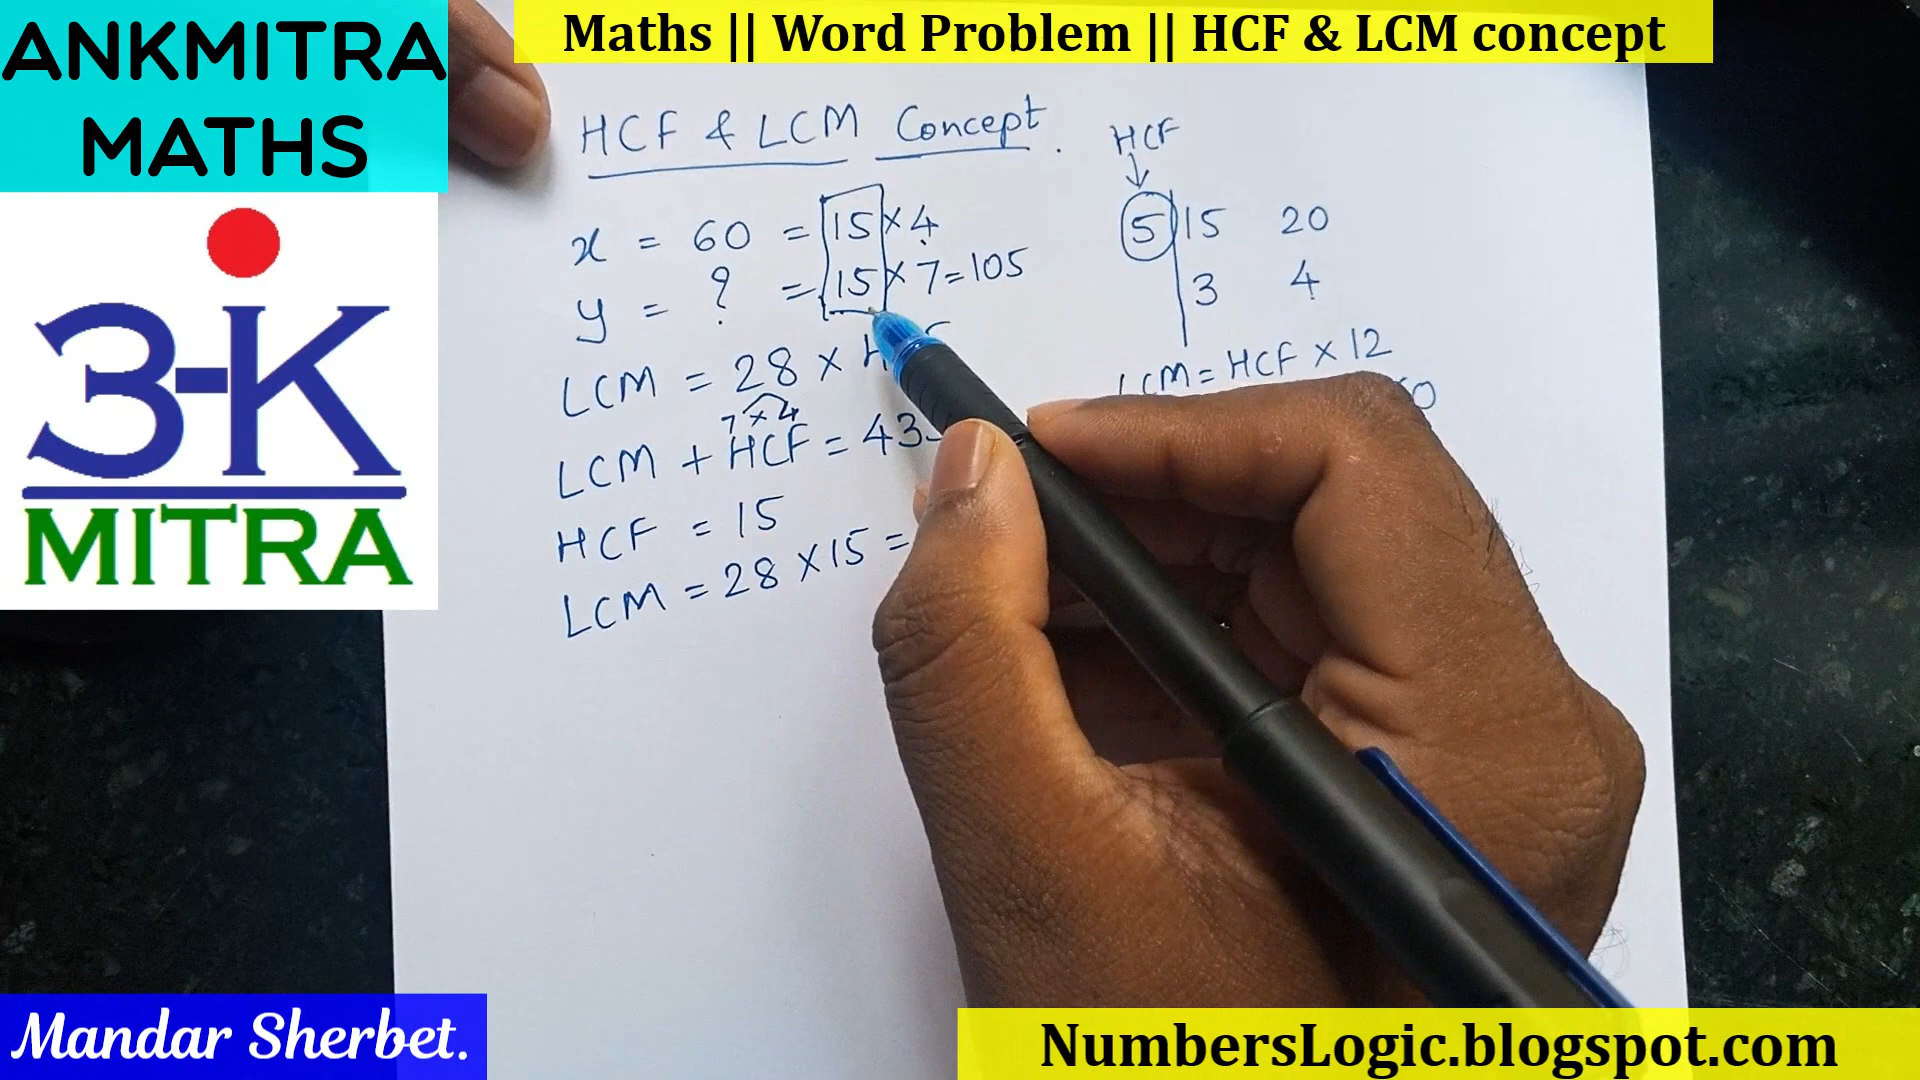 ANKMITRA
MATHS
Maths || Word Problem || HCF & LCM concept
3-K
MITRA
HCF & LCM Concept.
x = 60 = 15 × 4
y = ? = 15 × 7 = 105
LCM = 28 ×
7 × 4
LCM + HCF =
HCF = 15
LCM = 28 × 15 =
HCF
5 15 20
3 4
LCM = HCF × 12
Mandar Sherbet.
NumbersLogic.blogspot.com